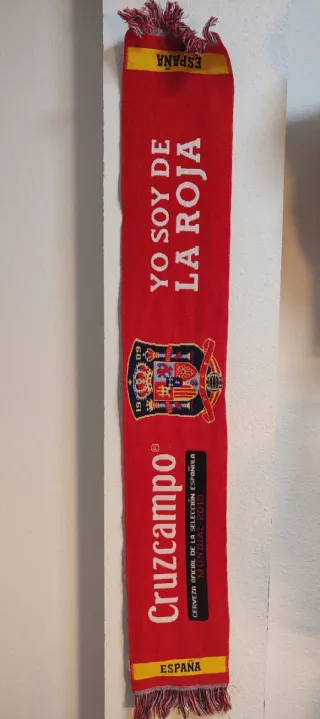 ESPAÑA
YO SOY DE
LA ROJA
1909
Cruzcampo®
CERVEZA OFICIAL DE LA SELECCIÓN ESPAÑOLA
MUNDIAL 2010
ESPAÑA